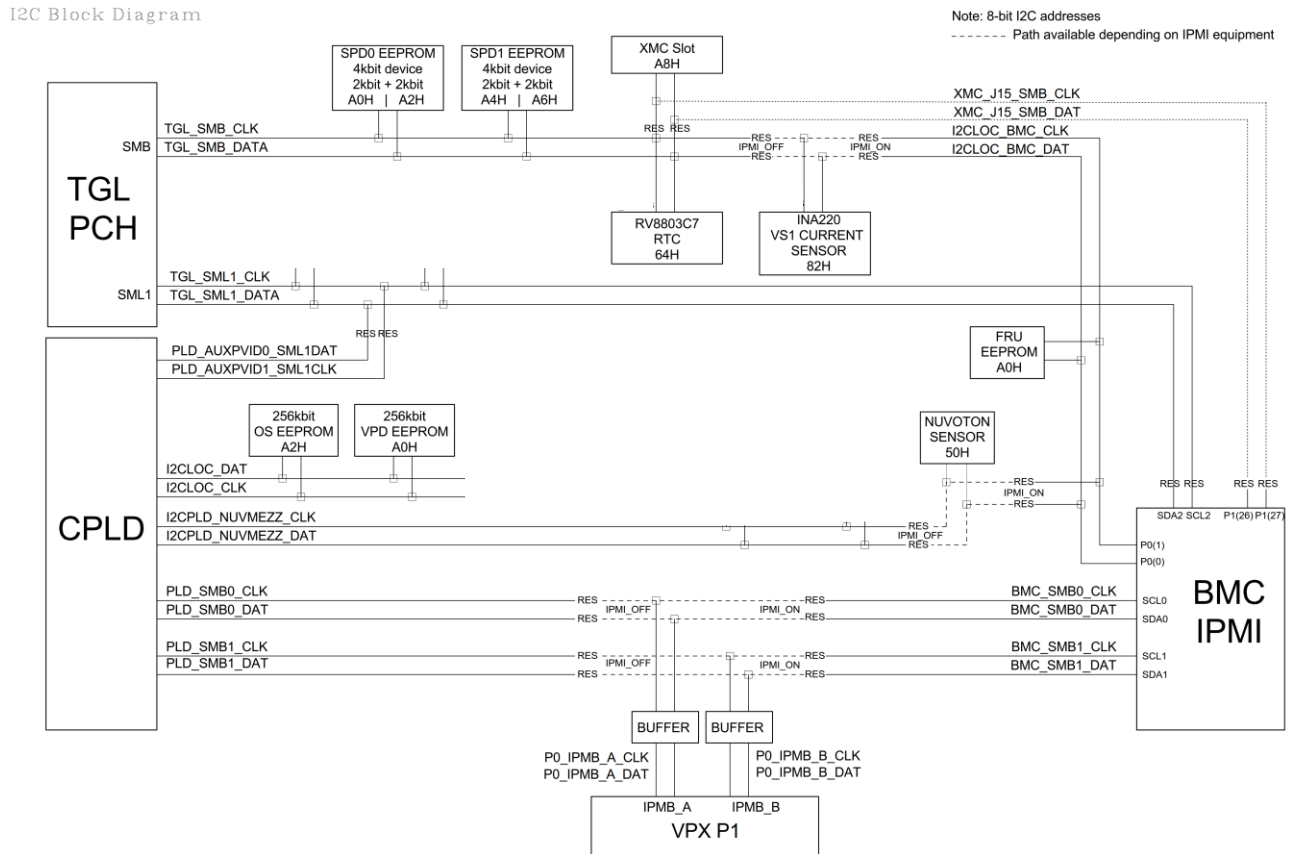 I2C Block Diagram
Note: 8-bit I2C addresses
Path available depending on IPMI equipment
SPD0 EEPROM
4kbit device
2kbit + 2kbit
A0H | A2H
SPD1 EEPROM
4kbit device
2kbit + 2kbit
A4H | A6H
XMC Slot
A8H
XMC_J15_SMB_CLK
XMC_J15_SMB_DAT
TGL PCH
SMB
TGL_SMB_CLK
TGL_SMB_DATA
RES RES
RES
RES
IPMI_OFF
RES
RES
IPMI_ON
I2CLOC_BMC_CLK
I2CLOC_BMC_DAT
RV8803C7
RTC
64H
INA220
VS1 CURRENT
SENSOR
82H
SML1
TGL_SML1_CLK
TGL_SML1_DATA
RES RES
PLD_AUXPVID0_SML1DAT
PLD_AUXPVID1_SML1CLK
FRU
EEPROM
A0H
256kbit
OS EEPROM
A2H
256kbit
VPD EEPROM
A0H
NUVOTON
SENSOR
50H
I2CLOC_DAT
I2CLOC_CLK
RES
IPMI_ON
RES
RES RES
RES RES
SDA2 SCL2 P1(26) P1(27)
CPLD
I2CPLD_NUVMEZZ_CLK
I2CPLD_NUVMEZZ_DAT
RES
IPMI_OFF
RES
P0(1)
P0(0)
PLD_SMB0_CLK
PLD_SMB0_DAT
RES
IPMI_OFF
RES
RES
IPMI_ON
RES
BMC_SMB0_CLK
BMC_SMB0_DAT
SCL0
SDA0
BMC
IPMI
PLD_SMB1_CLK
PLD_SMB1_DAT
RES
IPMI_OFF
RES
RES
IPMI_ON
RES
BMC_SMB1_CLK
BMC_SMB1_DAT
SCL1
SDA1
BUFFER
BUFFER
P0_IPMB_A_CLK
P0_IPMB_A_DAT
P0_IPMB_B_CLK
P0_IPMB_B_DAT
IPMB_A
IPMB_B
VPX P1